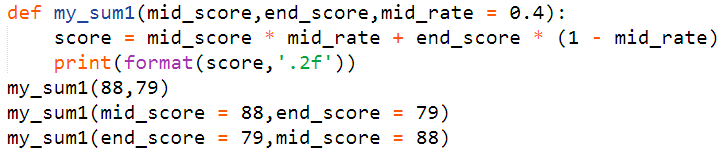 def my_sum1(mid_score,end_score,mid_rate = 0.4):
    score = mid_score * mid_rate + end_score * (1 - mid_rate)
    print(format(score,'.2f'))
my_sum1(88,79)
my_sum1(mid_score = 88,end_score = 79)
my_sum1(end_score = 79,mid_score = 88)